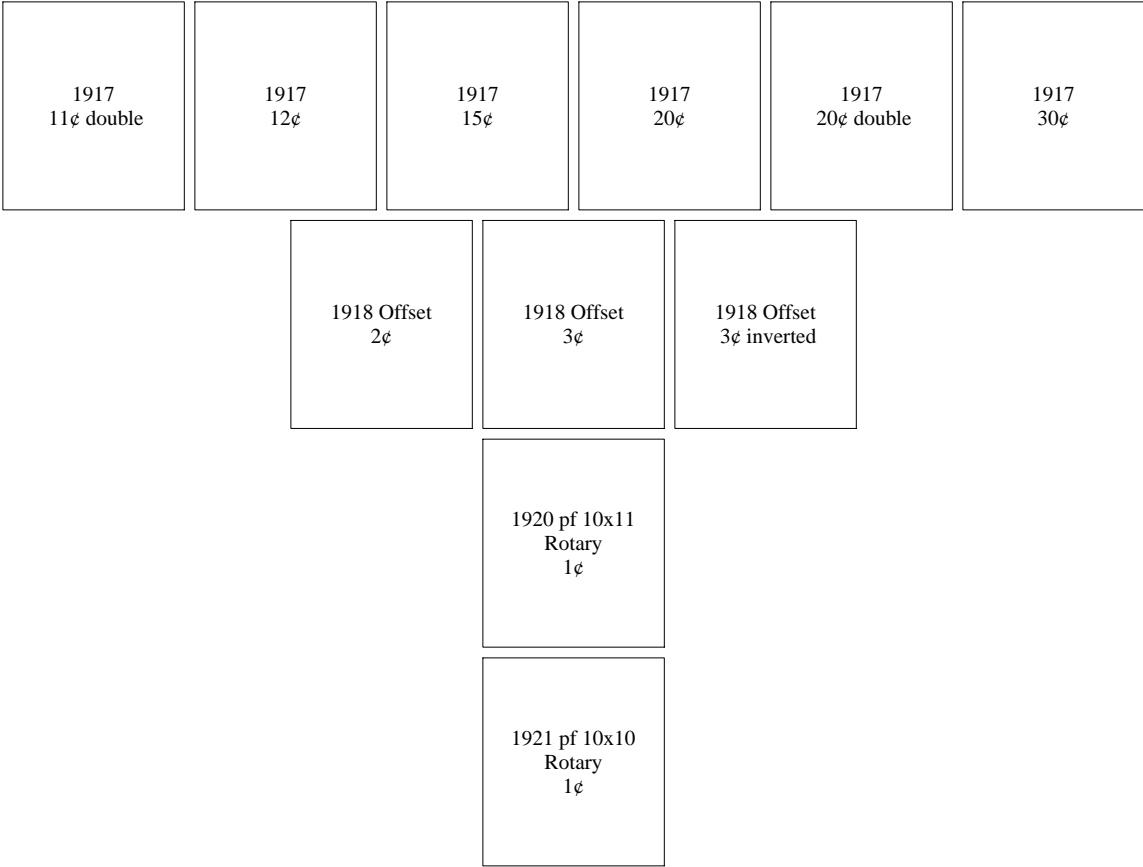 1917
11¢ double
1917
12¢
1917
15¢
1917
20¢
1917
20¢ double
1917
30¢
1918 Offset
2¢
1918 Offset
3¢
1918 Offset
3¢ inverted
1920 pf 10x11
Rotary
1¢
1921 pf 10x10
Rotary
1¢